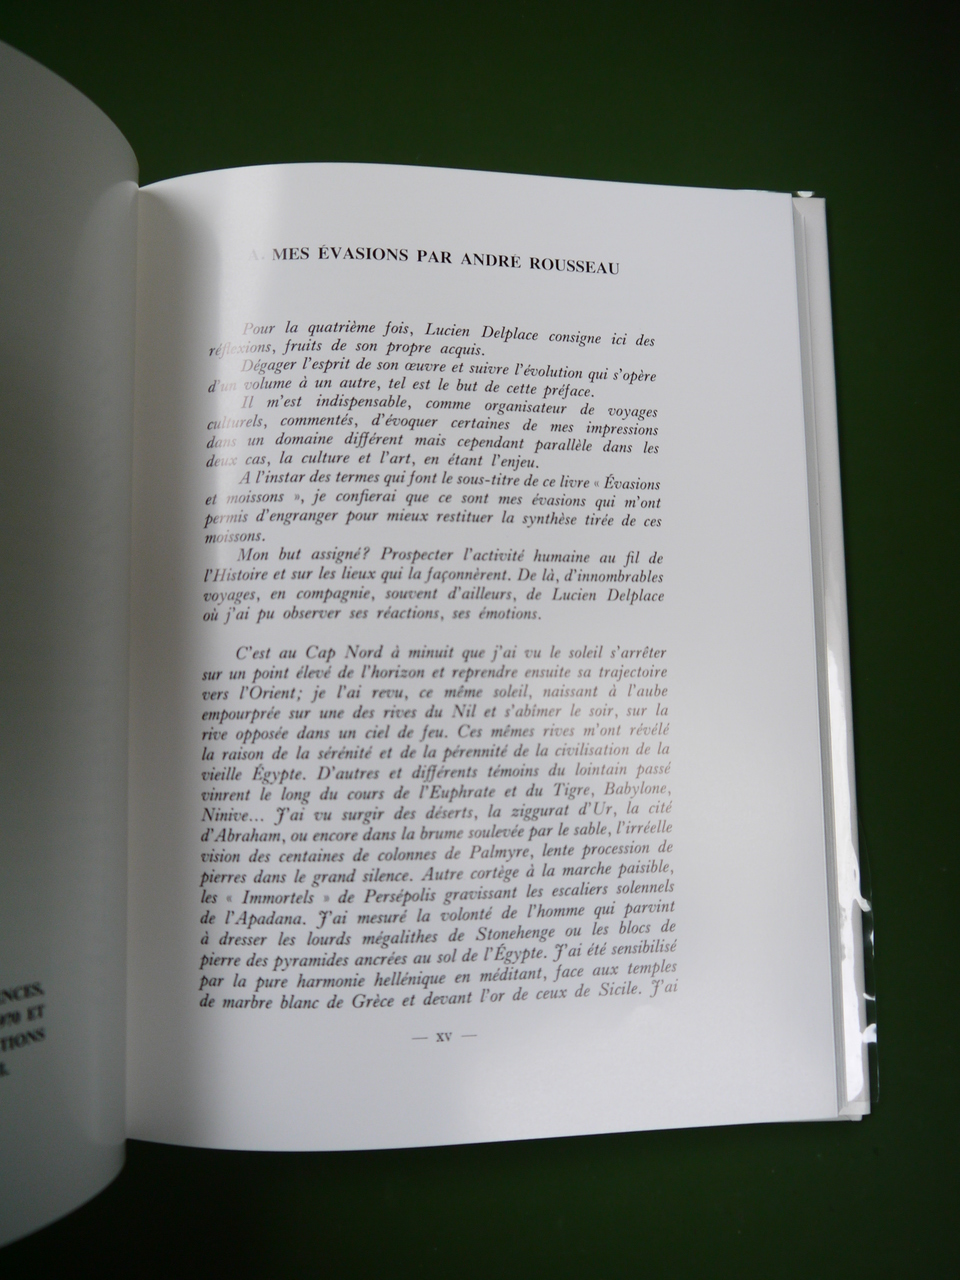 NCES,
970 ET
TIONS
A. MES ÉVASIONS PAR ANDRÉ ROUSSEAU
Pour la quatrième fois, Lucien Delplace consigne ici des
réflexions, fruits de son propre acquis.
Dégager l'esprit de son œuvre et suivre l'évolution qui s'opère
d'un volume à un autre, tel est le but de cette préface.
Il m'est indispensable, comme organisateur de voyages
culturels, commentés, d'évoquer certaines de mes impressions
dans un domaine différent mais cependant parallèle dans les
deux cas, la culture et l'art, en étant l'enjeu.
A l'instar des termes qui font le sous-titre de ce livre « Évasions
et moissons », je confierai que ce sont mes évasions qui m'ont
permis d'engranger pour mieux restituer la synthèse tirée de ces
moissons.
Mon but assigné? Prospecter l'activité humaine au fil de
l'Histoire et sur les lieux qui la façonnèrent. De là, d'innombrables
voyages, en compagnie, souvent d'ailleurs, de Lucien Delplace
où j'ai pu observer ses réactions, ses émotions.
C'est au Cap Nord à minuit que j'ai vu le soleil s'arrêter
sur un point élevé de l'horizon et reprendre ensuite sa trajectoire
vers l'Orient; je l'ai revu, ce même soleil, naissant à l'aube
empourprée sur une des rives du Nil et s'abîmer le soir, sur la
rive opposée dans un ciel de feu. Ces mêmes rives m'ont révélé
la raison de la sérénité et de la pérennité de la civilisation de la
vieille Égypte. D'autres et différents témoins du lointain passé
vinrent le long du cours de l'Euphrate et du Tigre, Babylone,
Ninive... J'ai vu surgir des déserts, la ziggurat d'Ur, la cité
d'Abraham, ou encore dans la brume soulevée par le sable, l'irréelle
vision des centaines de colonnes de Palmyre, lente procession de
pierres dans le grand silence. Autre cortège à la marche paisible,
les « Immortels » de Persépolis gravissant les escaliers solennels
de l'Apadana. J'ai mesuré la volonté de l'homme qui parvint
à dresser les lourds mégalithes de Stonehenge ou les blocs de
pierre des pyramides ancrées au sol de l'Égypte. J'ai été sensibilisé
par la pure harmonie hellénique en méditant, face aux temples
de marbre blanc de Grèce et devant l'or de ceux de Sicile. J'ai
— XV —